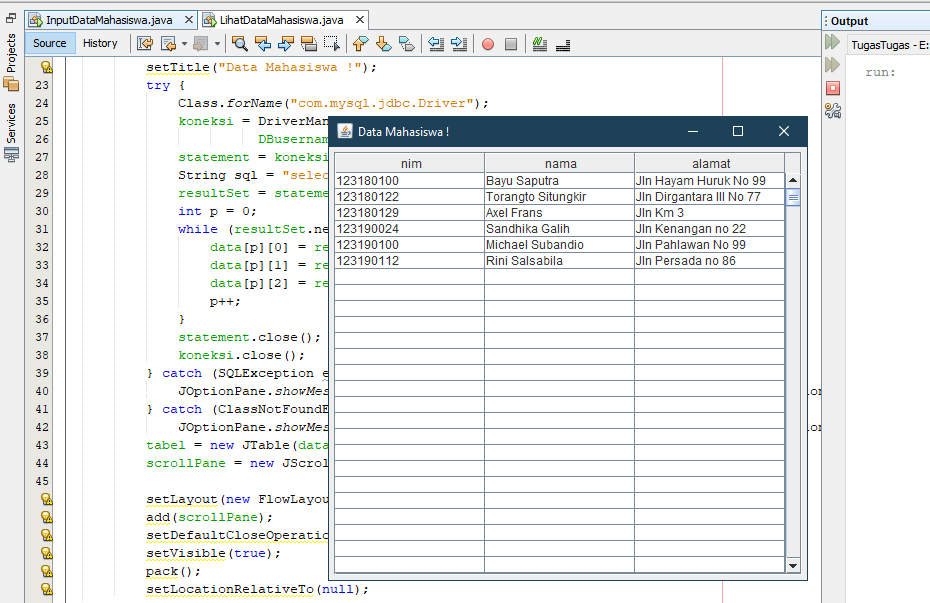 InputDataMahasiswa.java
LihatDataMahasiswa.java
Output
Source
History
TugasTugas - E:
run:
Projects
Services
setTitle("Data Mahasiswa !");
23 try {
24 Class.forName("com.mysql.jdbc.Driver");
25 koneksi = DriverMan
26 DBusernam
27 statement = koneksi
28 String sql = "selec
29 resultSet = stateme
30 int p = 0;
31 while (resultSet.ne
32 data[p][0] = re
33 data[p][1] = re
34 data[p][2] = re
35 p++;
36 }
37 statement.close();
38 koneksi.close();
39 } catch (SQLException e
40 JOptionPane.showMes
41 } catch (ClassNotFoundE
42 JOptionPane.showMes
43 tabel = new JTable(data
44 scrollPane = new JScrol
45
setLayout(new FlowLayou
add(scrollPane);
setDefaultCloseOperatio
setVisible(true);
pack();
setLocationRelativeTo(null);
Data Mahasiswa !
nim nama alamat
123180100 Bayu Saputra Jln Hayam Huruk No 99
123180122 Torangto Situngkir Jln Dirgantara III No 77
123180129 Axel Frans Jln Km 3
123190024 Sandhika Galih Jln Kenangan no 22
123190100 Michael Subandio Jln Pahlawan No 99
123190112 Rini Salsabila Jln Persada no 86